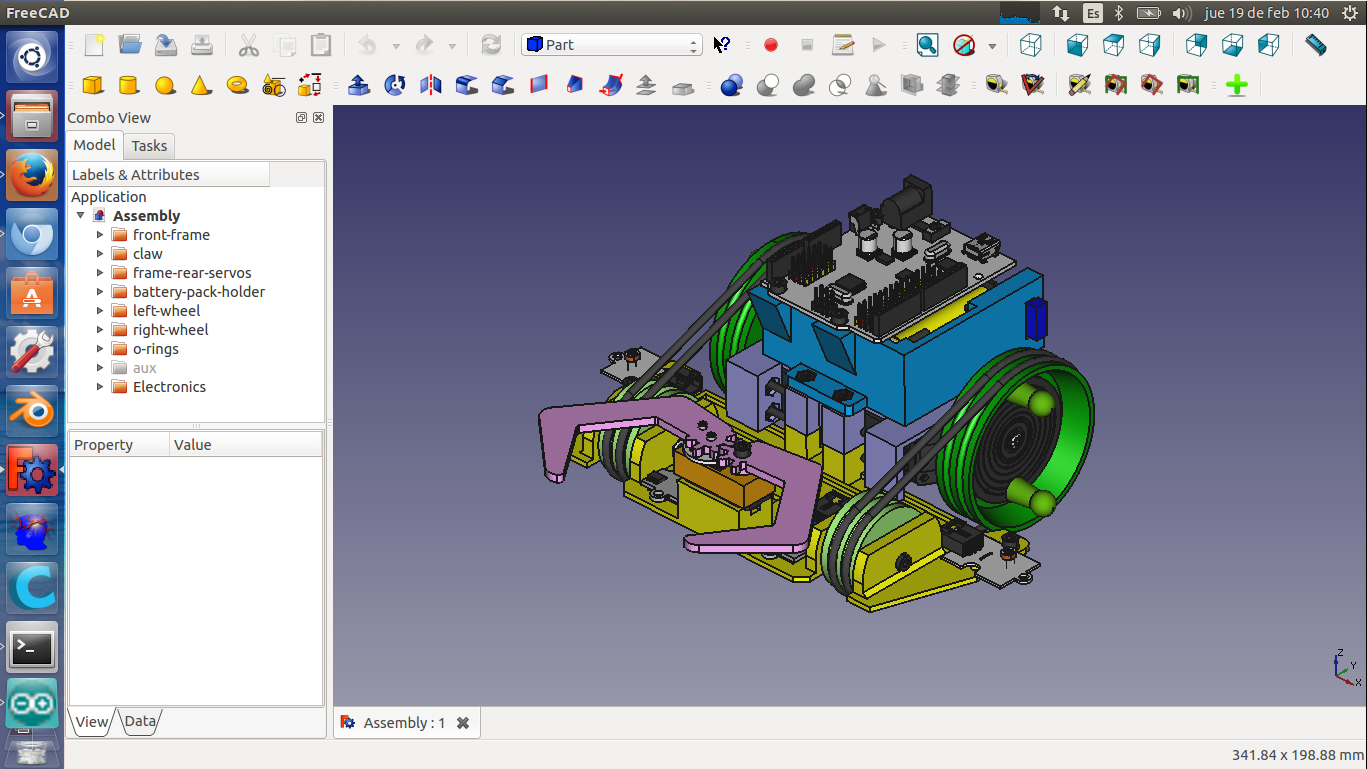 FreeCAD
Es
jue 19 de feb 10:40
Part
Combo View
Model
Tasks
Labels & Attributes
Application
Assembly
front-frame
claw
frame-rear-servos
battery-pack-holder
left-wheel
right-wheel
o-rings
aux
Electronics
Property
Value
View
Data
Assembly : 1
Z
Y
X
341.84 x 198.88 mm